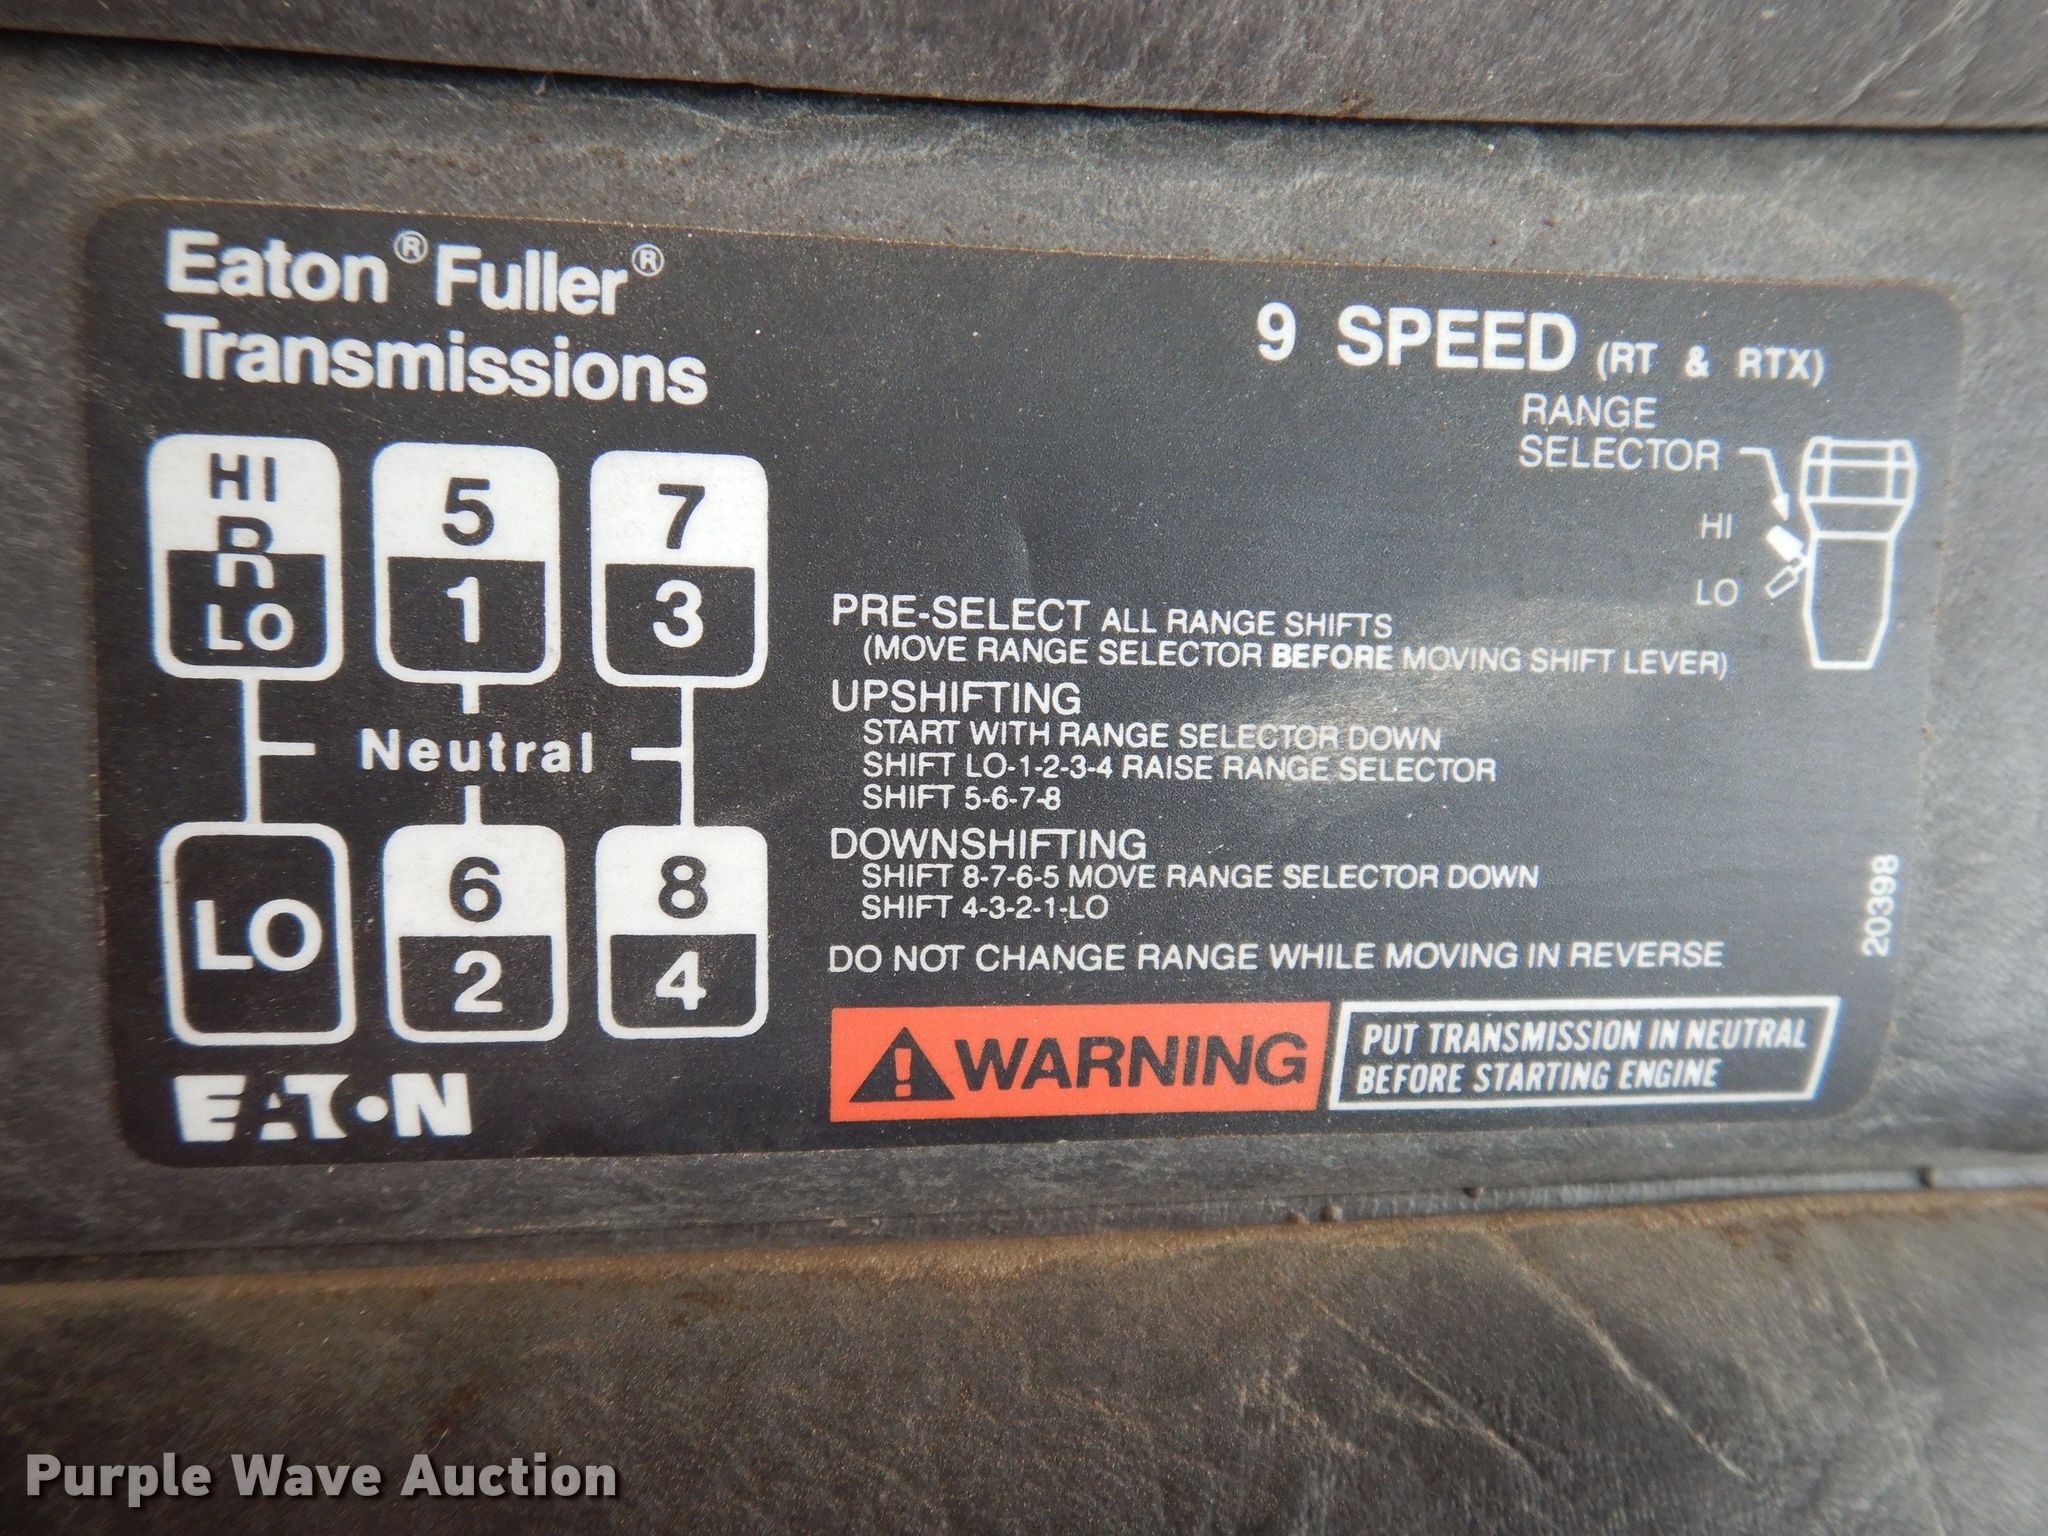 Eaton® Fuller®
Transmissions
9 SPEED (RT & RTX)
RANGE
SELECTOR
HI
LO
HI
R
LO
5
1
7
3
Neutral
LO
6
2
8
4
PRE-SELECT ALL RANGE SHIFTS
(MOVE RANGE SELECTOR BEFORE MOVING SHIFT LEVER)
UPSHIFTING
START WITH RANGE SELECTOR DOWN
SHIFT LO-1-2-3-4 RAISE RANGE SELECTOR
SHIFT 5-6-7-8
DOWNSHIFTING
SHIFT 8-7-6-5 MOVE RANGE SELECTOR DOWN
SHIFT 4-3-2-1-LO
DO NOT CHANGE RANGE WHILE MOVING IN REVERSE
20398
WARNING
PUT TRANSMISSION IN NEUTRAL
BEFORE STARTING ENGINE
EATON
Purple Wave Auction